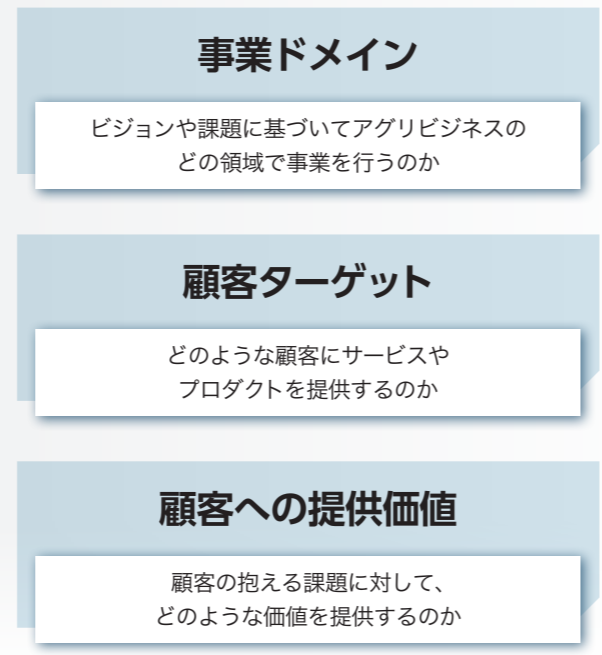 事業ドメイン
ビジョンや課題に基づいてアグリビジネスの
どの領域で事業を行うのか
顧客ターゲット
どのような顧客にサービスや
プロダクトを提供するのか
顧客への提供価値
顧客の抱える課題に対して、
どのような価値を提供するのか